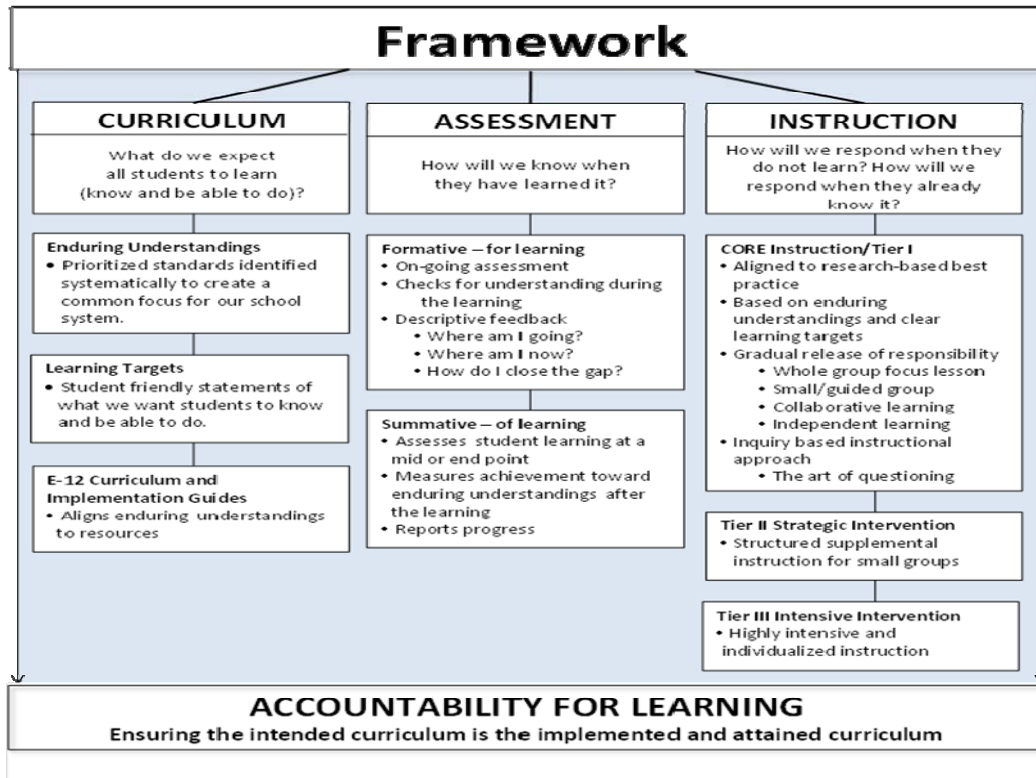 Framework
CURRICULUM
What do we expect
all students to learn
(know and be able to do)?
Enduring Understandings
• Prioritized standards identified
systematically to create a
common focus for our school
system.
Learning Targets
• Student friendly statements of
what we want students to know
and be able to do.
E-12 Curriculum and
Implementation Guides
• Aligns enduring understandings
to resources
ASSESSMENT
How will we know when
they have learned it?
Formative – for learning
• On-going assessment
• Checks for understanding during
the learning
• Descriptive feedback
• Where am I going?
• Where am I now?
• How do I close the gap?
Summative – of learning
• Assesses student learning at a
mid or end point
• Measures achievement toward
enduring understandings after
the learning
• Reports progress
INSTRUCTION
How will we respond when they
do not learn? How will we
respond when they already
know it?
CORE Instruction/Tier I
• Aligned to research-based best
practice
• Based on enduring
understandings and clear
learning targets
• Gradual release of responsibility
• Whole group focus lesson
• Small/guided group
• Collaborative learning
• Independent learning
• Inquiry based instructional
approach
• The art of questioning
Tier II Strategic Intervention
• Structured supplemental
instruction for small groups
Tier III Intensive Intervention
• Highly intensive and
individualized instruction
ACCOUNTABILITY FOR LEARNING
Ensuring the intended curriculum is the implemented and attained curriculum